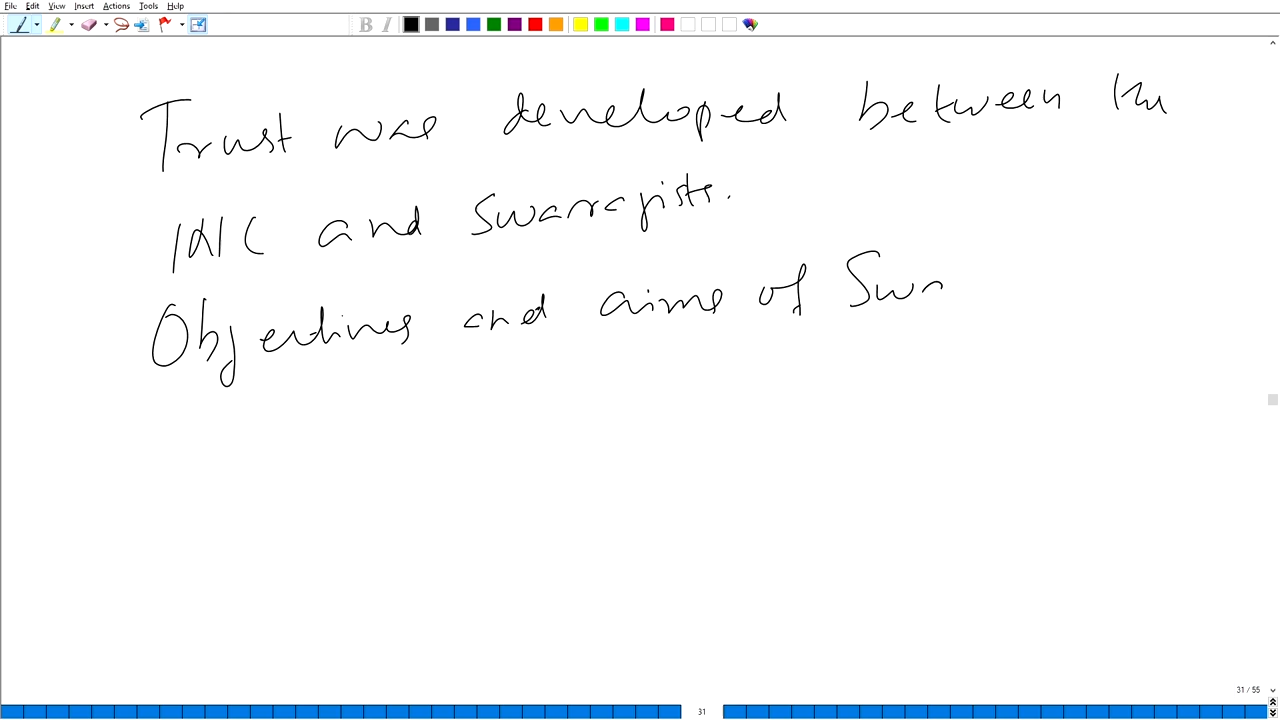 File Edit View Insert Actions Tools Help
B I
Trust was developed between the
INC and Swarajists.
Objectives and aims of Swa
31 / 55
31